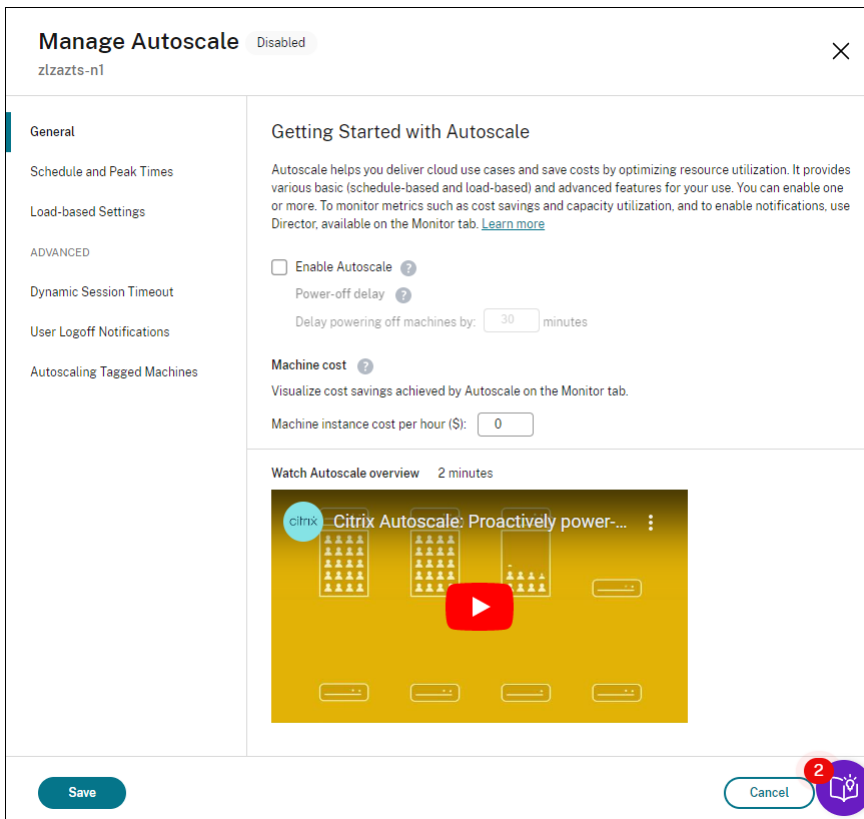 Manage Autoscale Disabled
zlzazts-n1
General
Schedule and Peak Times
Load-based Settings
ADVANCED
Dynamic Session Timeout
User Logoff Notifications
Autoscaling Tagged Machines
Getting Started with Autoscale
Autoscale helps you deliver cloud use cases and save costs by optimizing resource utilization. It provides
various basic (schedule-based and load-based) and advanced features for your use. You can enable one
or more. To monitor metrics such as cost savings and capacity utilization, and to enable notifications, use
Director, available on the Monitor tab. Learn more
Enable Autoscale ?
Power-off delay ?
Delay powering off machines by: 30 minutes
Machine cost ?
Visualize cost savings achieved by Autoscale on the Monitor tab.
Machine instance cost per hour ($): 0
Watch Autoscale overview 2 minutes
citrix Citrix Autoscale: Proactively power-...
Save
Cancel
2